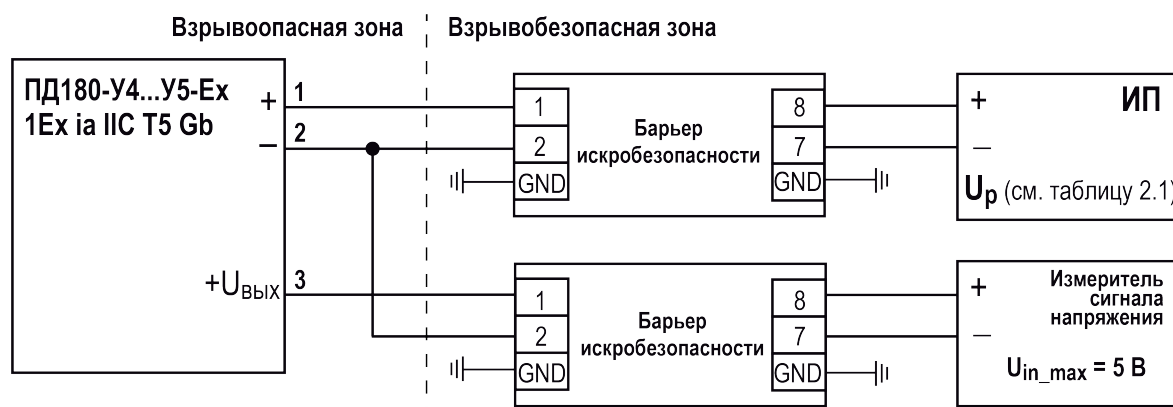 Взрывоопасная зона
Взрывобезопасная зона
ПД180-У4...У5-Ex
1Ex ia IIC T5 Gb
+ 1
– 2
+Uвых 3
1
2
GND
Барьер
искробезопасности
8
7
GND
+
–
ИП
Up (см. таблицу 2.1)
1
2
GND
Барьер
искробезопасности
8
7
GND
+
–
Измеритель
сигнала
напряжения
Uin_max = 5 В